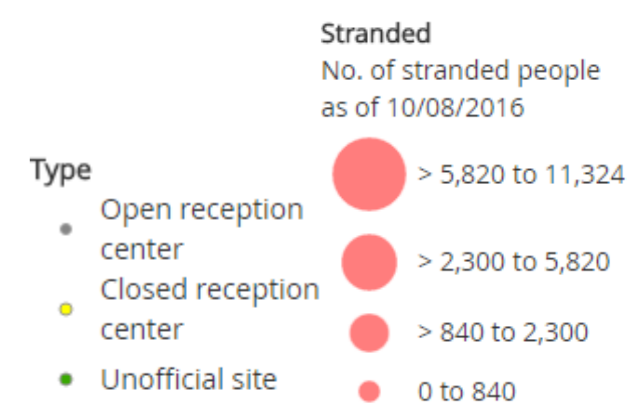 Stranded
No. of stranded people
as of 10/08/2016
> 5,820 to 11,324
> 2,300 to 5,820
> 840 to 2,300
0 to 840
Type
Open reception
center
Closed reception
center
Unofficial site